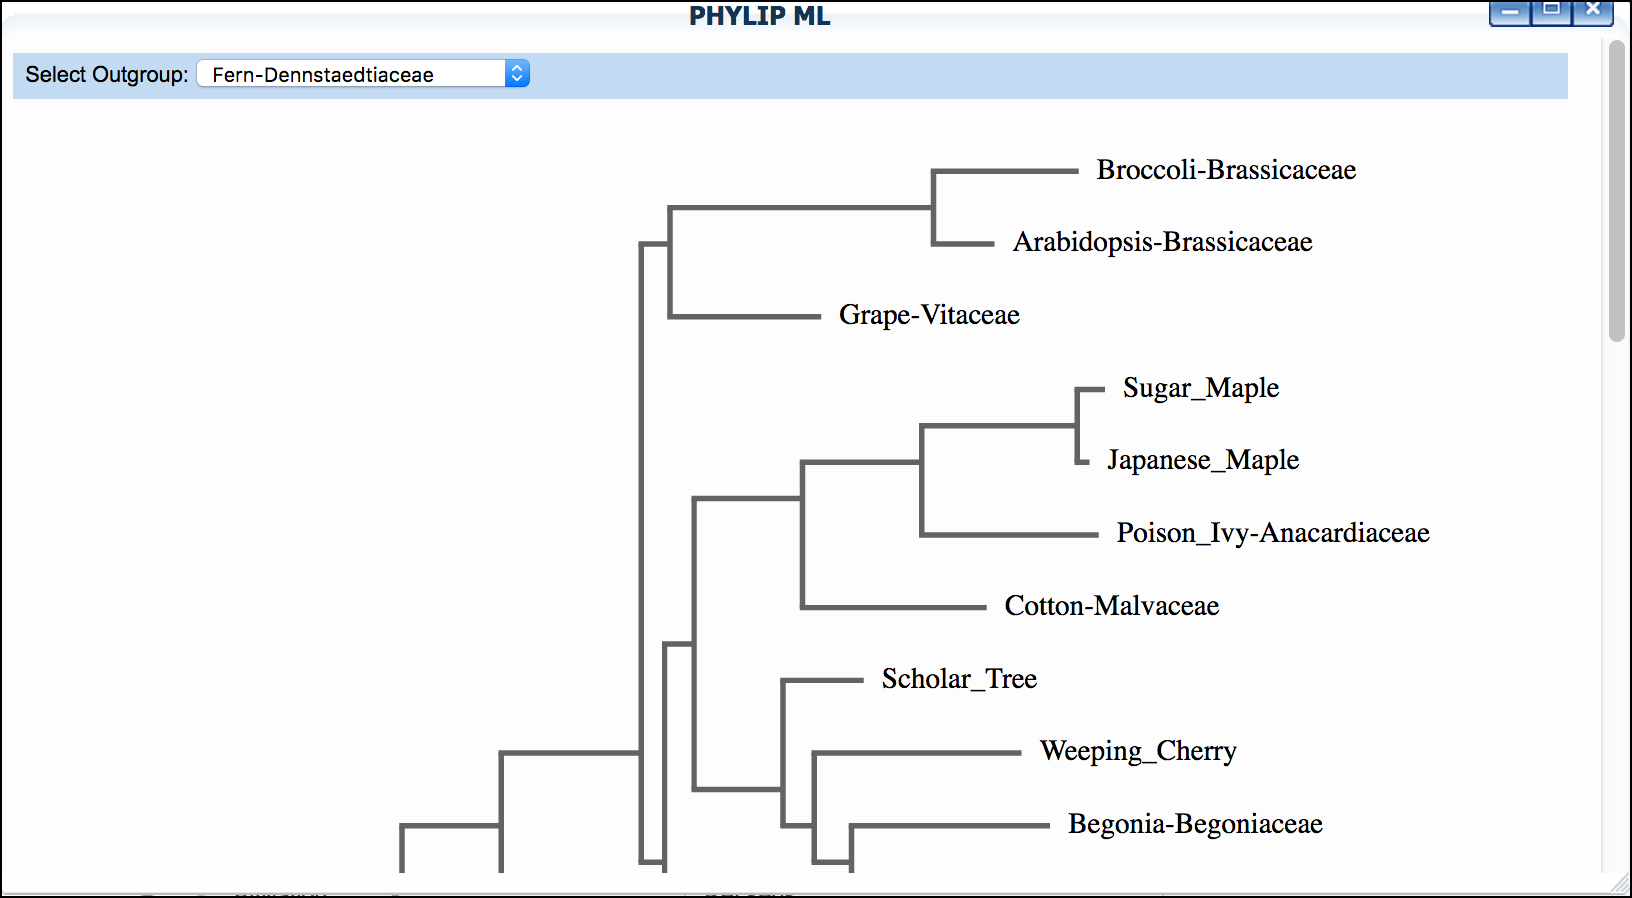 PHYLIP ML
Select Outgroup: Fern-Dennstaedtiaceae
Broccoli-Brassicaceae
Arabidopsis-Brassicaceae
Grape-Vitaceae
Sugar_Maple
Japanese_Maple
Poison_Ivy-Anacardiaceae
Cotton-Malvaceae
Scholar_Tree
Weeping_Cherry
Begonia-Begoniaceae